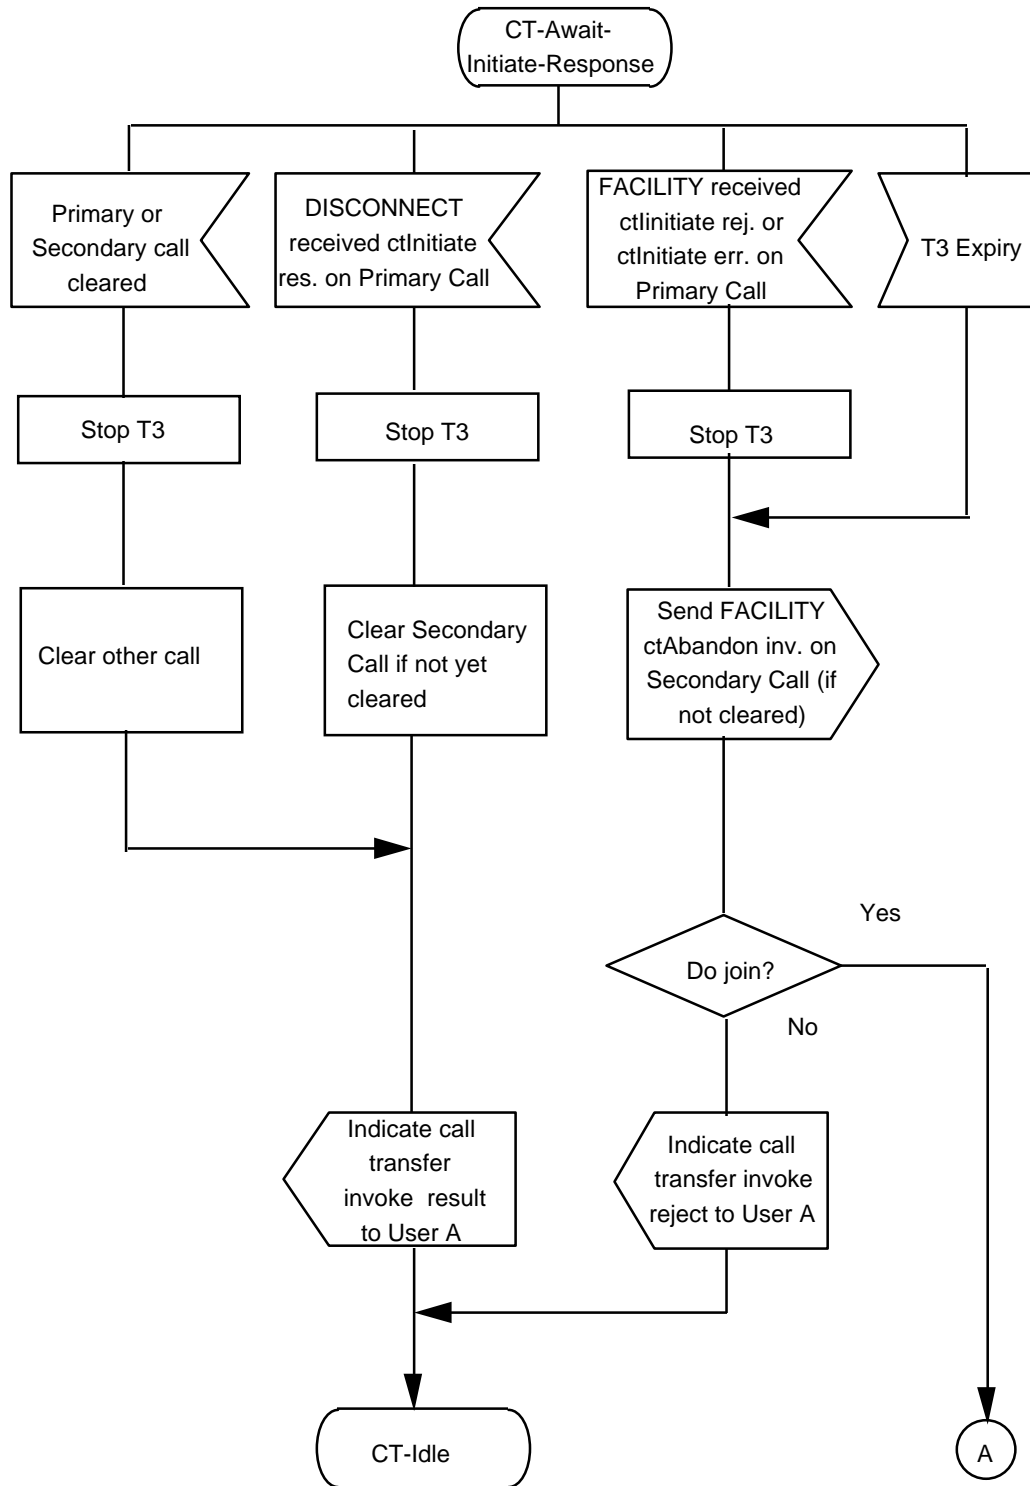 CT-Await-
Initiate-Response
Primary or
Secondary call
cleared
DISCONNECT
received ctInitiate
res. on Primary Call
FACILITY received
ctIinitiate rej. or
ctInitiate err. on
Primary Call
T3 Expiry
Stop T3
Stop T3
Stop T3
Clear other call
Clear Secondary
Call if not yet
cleared
Send FACILITY
ctAbandon inv. on
Secondary Call (if
not cleared)
Yes
Do join?
No
Indicate call
transfer
invoke result
to User A
Indicate call
transfer invoke
reject to User A
CT-Idle
A